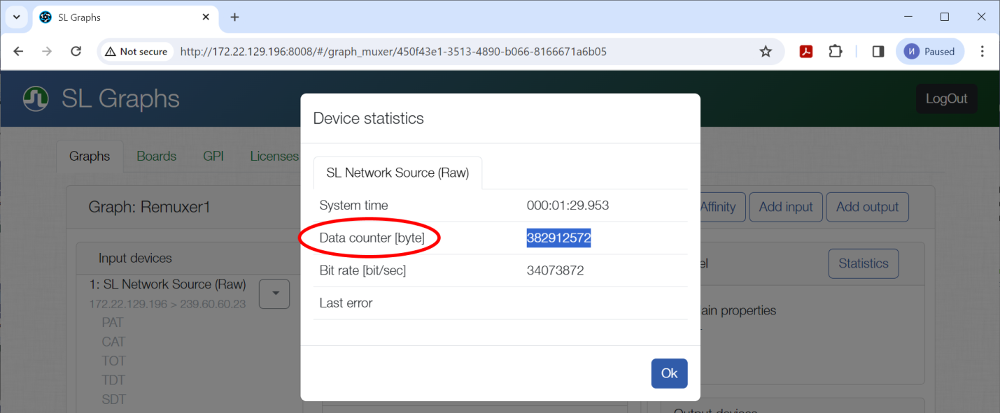 SL Graphs
Not secure http://172.22.129.196:8008/#/graph_muxer/450f43e1-3513-4890-b066-8166671a6b05 И Paused
SL Graphs LogOut
Graphs Boards GPI Licenses
Graph: Remuxer1 Affinity Add input Add output
Input devices
1: SL Network Source (Raw)
172.22.129.196 > 239.60.60.23
PAT
CAT
TOT
TDT
SDT
Device statistics
SL Network Source (Raw)
System time 000:01:29.953
Data counter [byte] 382912572
Bit rate [bit/sec] 34073872
Last error
Ok
Statistics
properties
Output devices